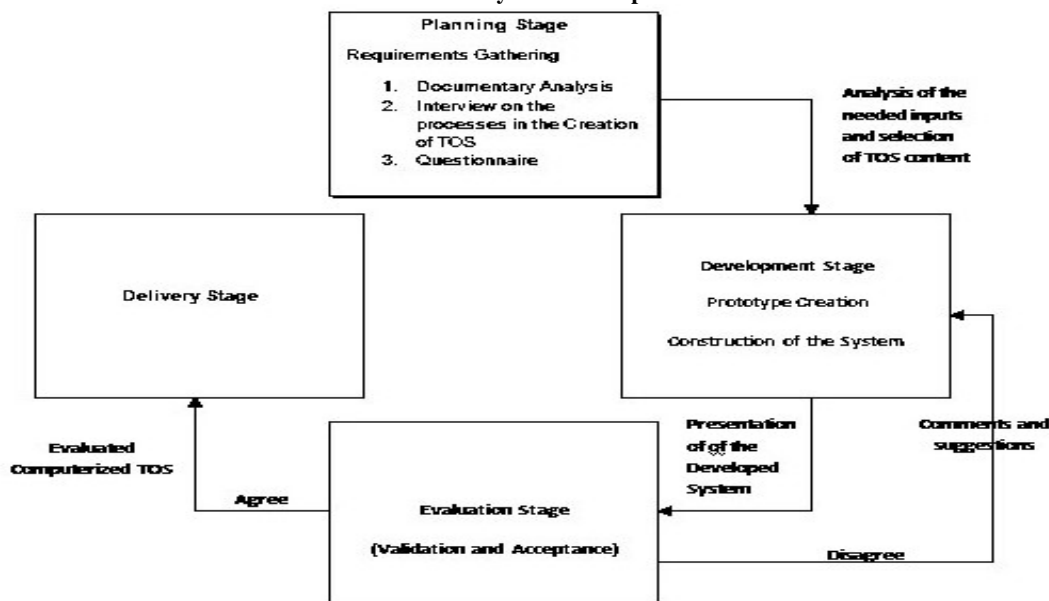 Planning Stage
Requirements Gathering
1. Documentary Analysis
2. Interview on the
processes in the Creation
of TOS
3. Questionnaire
Analysis of the
needed inputs
and selection
of TOS content
Development Stage
Prototype Creation
Construction of the System
Delivery Stage
Presentation
of of the
Developed
System
Comments and
suggestions
Evaluated
Computerized TOS
Agree
Evaluation Stage
(Validation and Acceptance)
Disagree